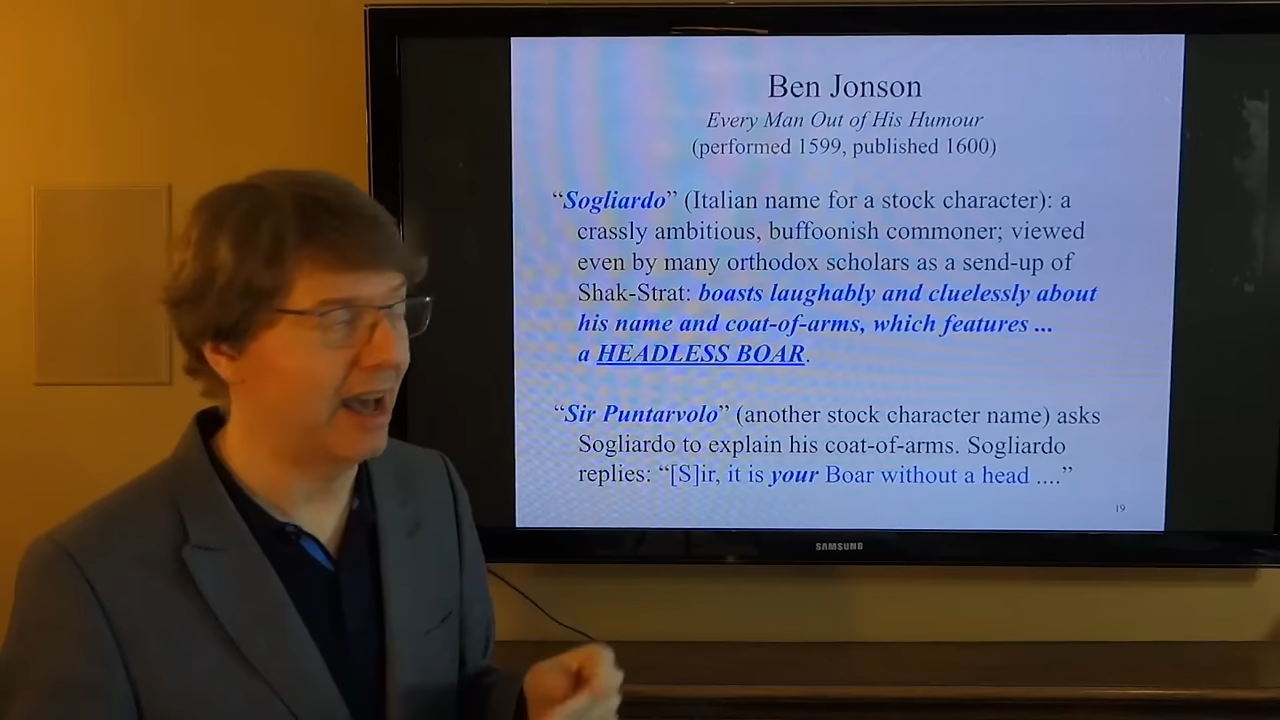 Ben Jonson
Every Man Out of His Humour
(performed 1599, published 1600)
“Sogliardo” (Italian name for a stock character): a
crassly ambitious, buffoonish commoner; viewed
even by many orthodox scholars as a send-up of
Shak-Strat: boasts laughably and cluelessly about
his name and coat-of-arms, which features ...
a HEADLESS BOAR.
“Sir Puntarvolo” (another stock character name) asks
Sogliardo to explain his coat-of-arms. Sogliardo
replies: “[S]ir, it is your Boar without a head ....”
19
SAMSUNG